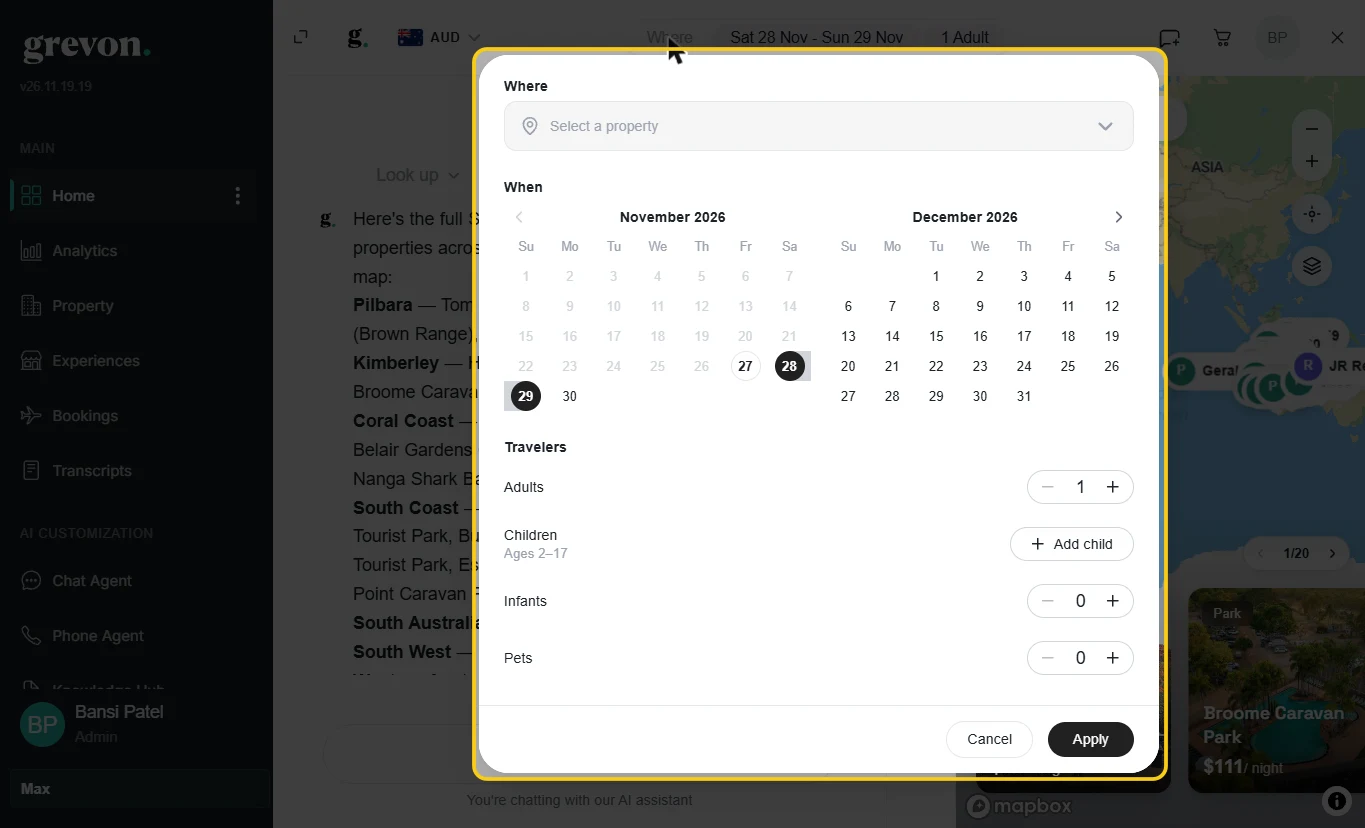 grevon.
v26.11.19.19
MAIN
Home
Analytics
Property
Experiences
Bookings
Transcripts
AI CUSTOMIZATION
Chat Agent
Phone Agent
Knowledge Hub
BP
Bansi Patel
Admin
Max
g.
AUD
Where
Sat 28 Nov - Sun 29 Nov
1 Adult
BP
Look up
g.
Here's the full
properties
map:
Pilbara —
(Brown Range),
Kimberley —
Broome
Coral Coast —
Belair Gardens
Nanga Shark
South Coast
Tourist Park,
Tourist Park,
Point Caravan
South
South West —
You're chatting with our AI assistant
Where
Select a property
When
November 2026
Su Mo Tu We Th Fr Sa
1 2 3 4 5 6 7
8 9 10 11 12 13 14
15 16 17 18 19 20 21
22 23 24 25 26 27 28
29 30
December 2026
Su Mo Tu We Th Fr Sa
1 2 3 4 5
6 7 8 9 10 11 12
13 14 15 16 17 18 19
20 21 22 23 24 25 26
27 28 29 30 31
Travelers
Adults
1
Children
Ages 2–17
Add child
Infants
0
Pets
0
Cancel
Apply
ASIA
P
P
R
JR
1/20
Park
Broome Caravan
Park
$111/ night
mapbox